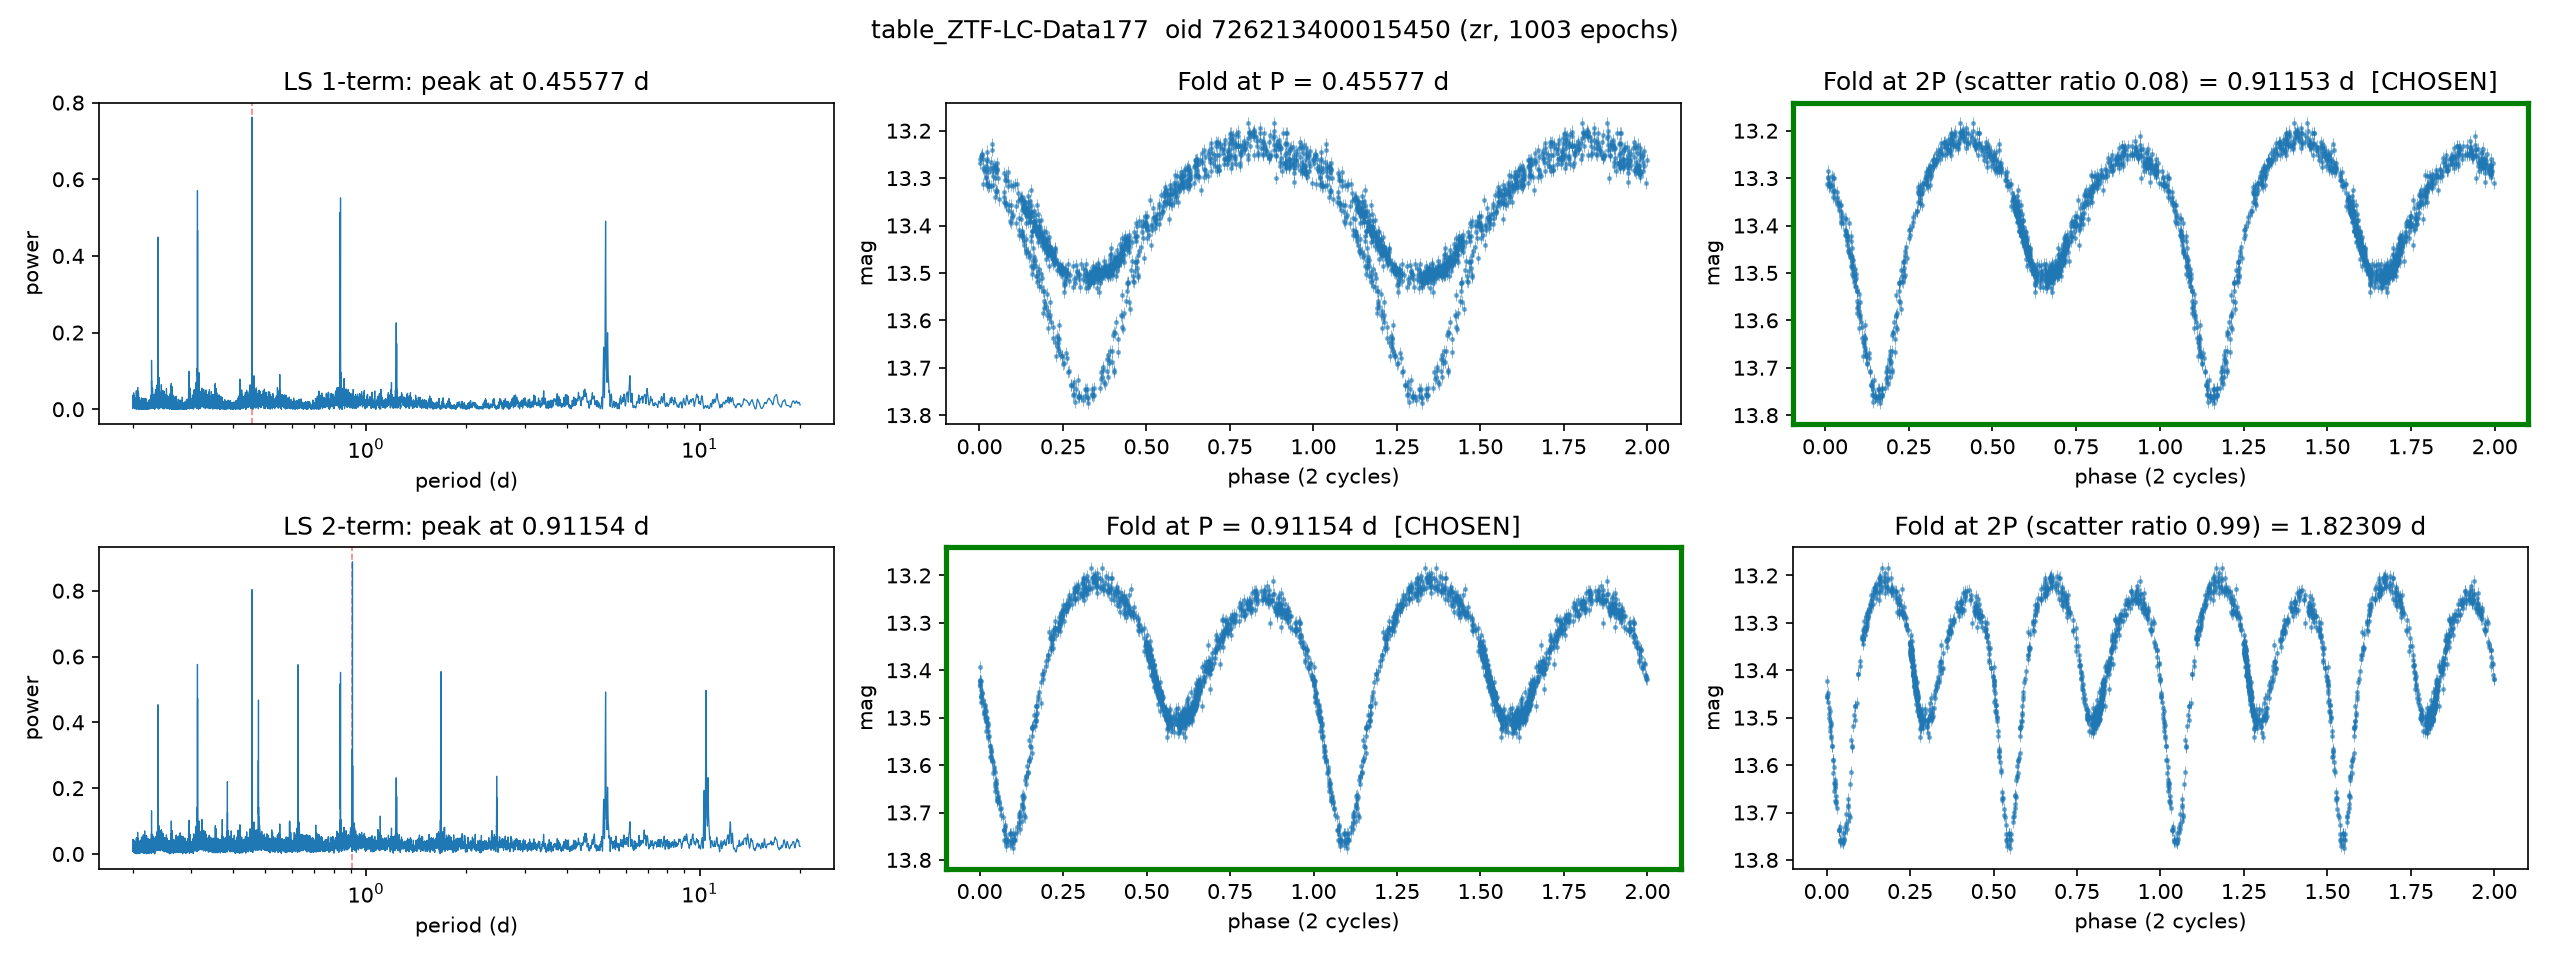 table_ZTF-LC-Data177 oid 726213400015450 (zr, 1003 epochs)
LS 1-term: peak at 0.45577 d
power
0.8
0.6
0.4
0.2
0.0
10⁰
10¹
period (d)
Fold at P = 0.45577 d
mag
13.2
13.3
13.4
13.5
13.6
13.7
13.8
0.00 0.25 0.50 0.75 1.00 1.25 1.50 1.75 2.00
phase (2 cycles)
Fold at 2P (scatter ratio 0.08) = 0.91153 d [CHOSEN]
mag
13.2
13.3
13.4
13.5
13.6
13.7
13.8
0.00 0.25 0.50 0.75 1.00 1.25 1.50 1.75 2.00
phase (2 cycles)
LS 2-term: peak at 0.91154 d
power
0.8
0.6
0.4
0.2
0.0
10⁰
10¹
period (d)
Fold at P = 0.91154 d [CHOSEN]
mag
13.2
13.3
13.4
13.5
13.6
13.7
13.8
0.00 0.25 0.50 0.75 1.00 1.25 1.50 1.75 2.00
phase (2 cycles)
Fold at 2P (scatter ratio 0.99) = 1.82309 d
mag
13.2
13.3
13.4
13.5
13.6
13.7
13.8
0.00 0.25 0.50 0.75 1.00 1.25 1.50 1.75 2.00
phase (2 cycles)